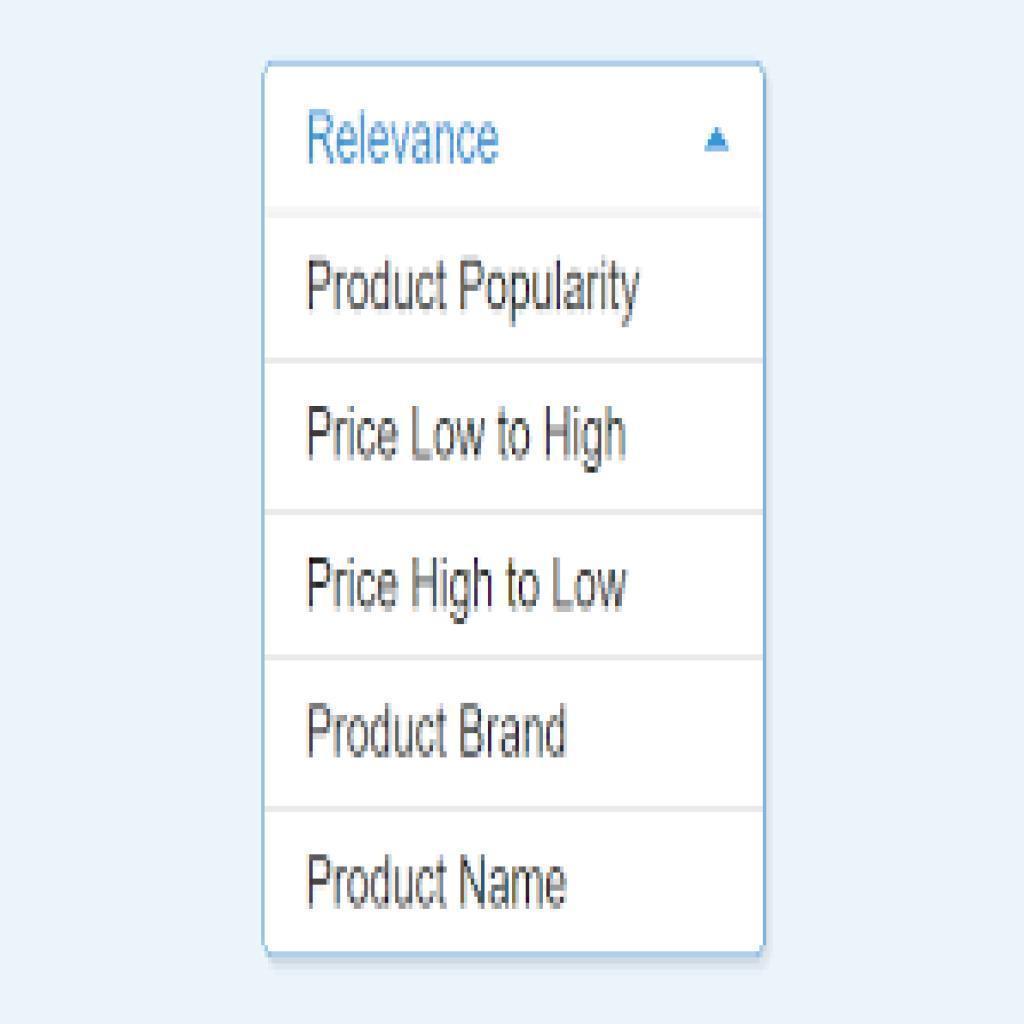 Relevance
Product Popularity
Price Low to High
Price High to Low
Product Brand
Product Name